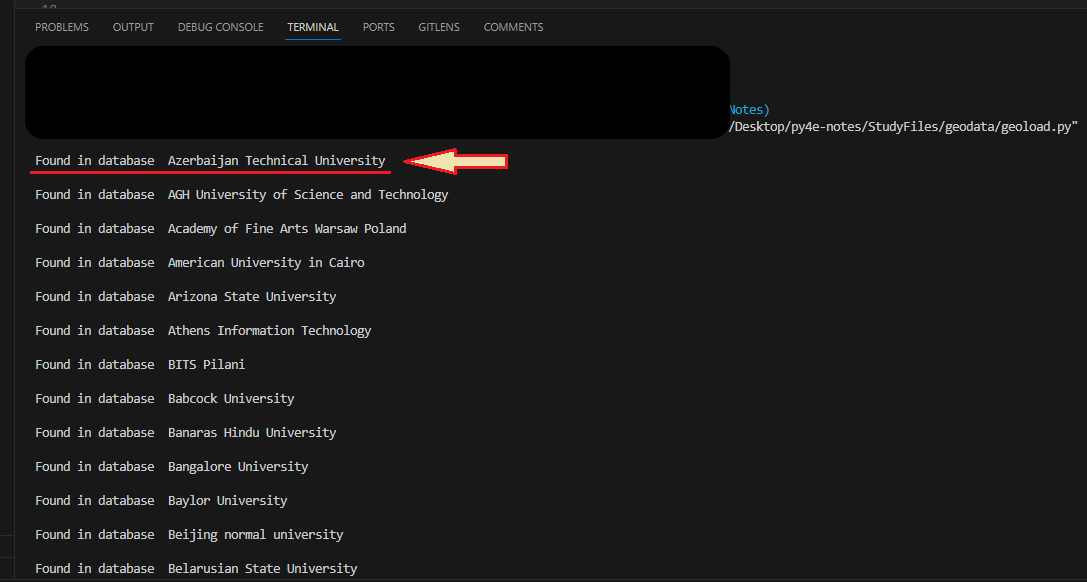 PROBLEMS OUTPUT DEBUG CONSOLE TERMINAL PORTS GITLENS COMMENTS
Notes)
/Desktop/py4e-notes/StudyFiles/geodata/geoload.py"
Found in database  Azerbaijan Technical University
Found in database  AGH University of Science and Technology
Found in database  Academy of Fine Arts Warsaw Poland
Found in database  American University in Cairo
Found in database  Arizona State University
Found in database  Athens Information Technology
Found in database  BITS Pilani
Found in database  Babcock University
Found in database  Banaras Hindu University
Found in database  Bangalore University
Found in database  Baylor University
Found in database  Beijing normal university
Found in database  Belarusian State University